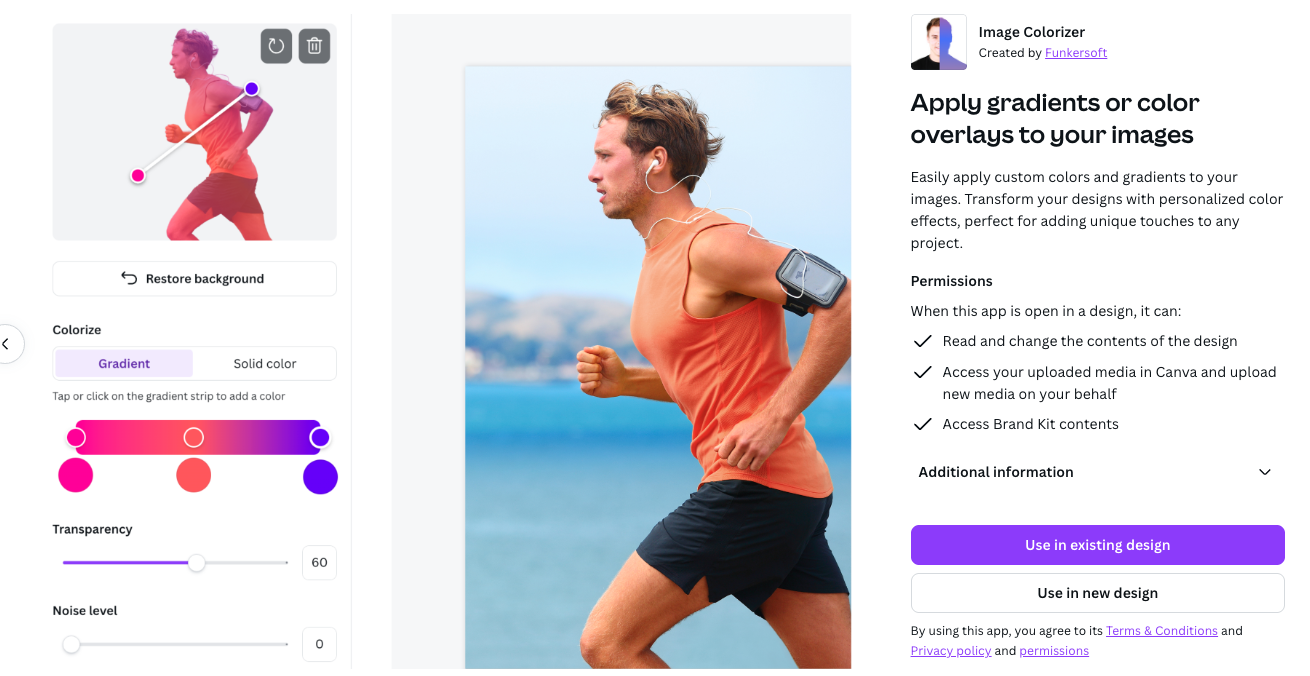 Restore background
Colorize
Gradient
Solid color
Tap or click on the gradient strip to add a color
Transparency
60
Noise level
0
Image Colorizer
Created by Funkersoft
Apply gradients or color
overlays to your images
Easily apply custom colors and gradients to your
images. Transform your designs with personalized color
effects, perfect for adding unique touches to any
project.
Permissions
When this app is open in a design, it can:
Read and change the contents of the design
Access your uploaded media in Canva and upload
new media on your behalf
Access Brand Kit contents
Additional information
Use in existing design
Use in new design
By using this app, you agree to its Terms & Conditions and
Privacy policy and permissions